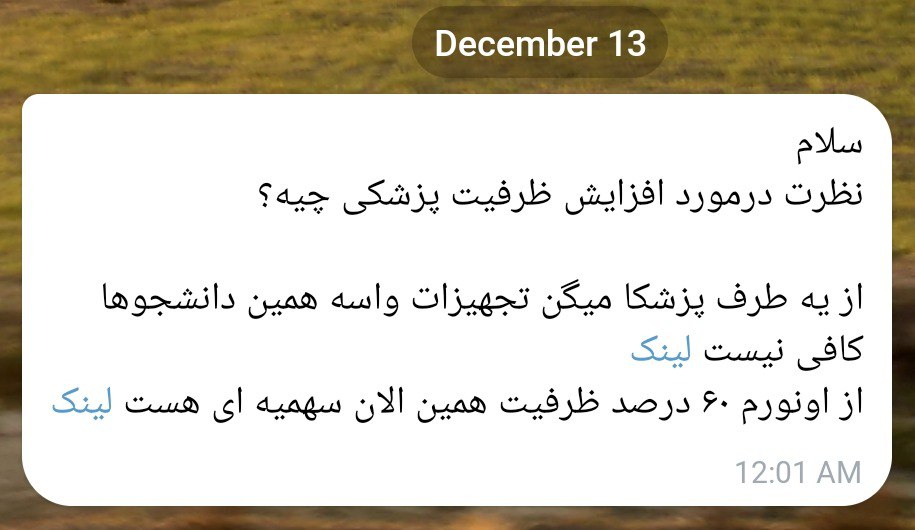 December 13
سلام
نظرت درمورد افزایش ظرفیت پزشکی چیه؟
از یه طرف پزشکا میگن تجهیزات واسه همین دانشجوها
کافی نیست لینک
از اونورم ۶۰ درصد ظرفیت همین الان سهمیه ای هست لینک
12:01 AM